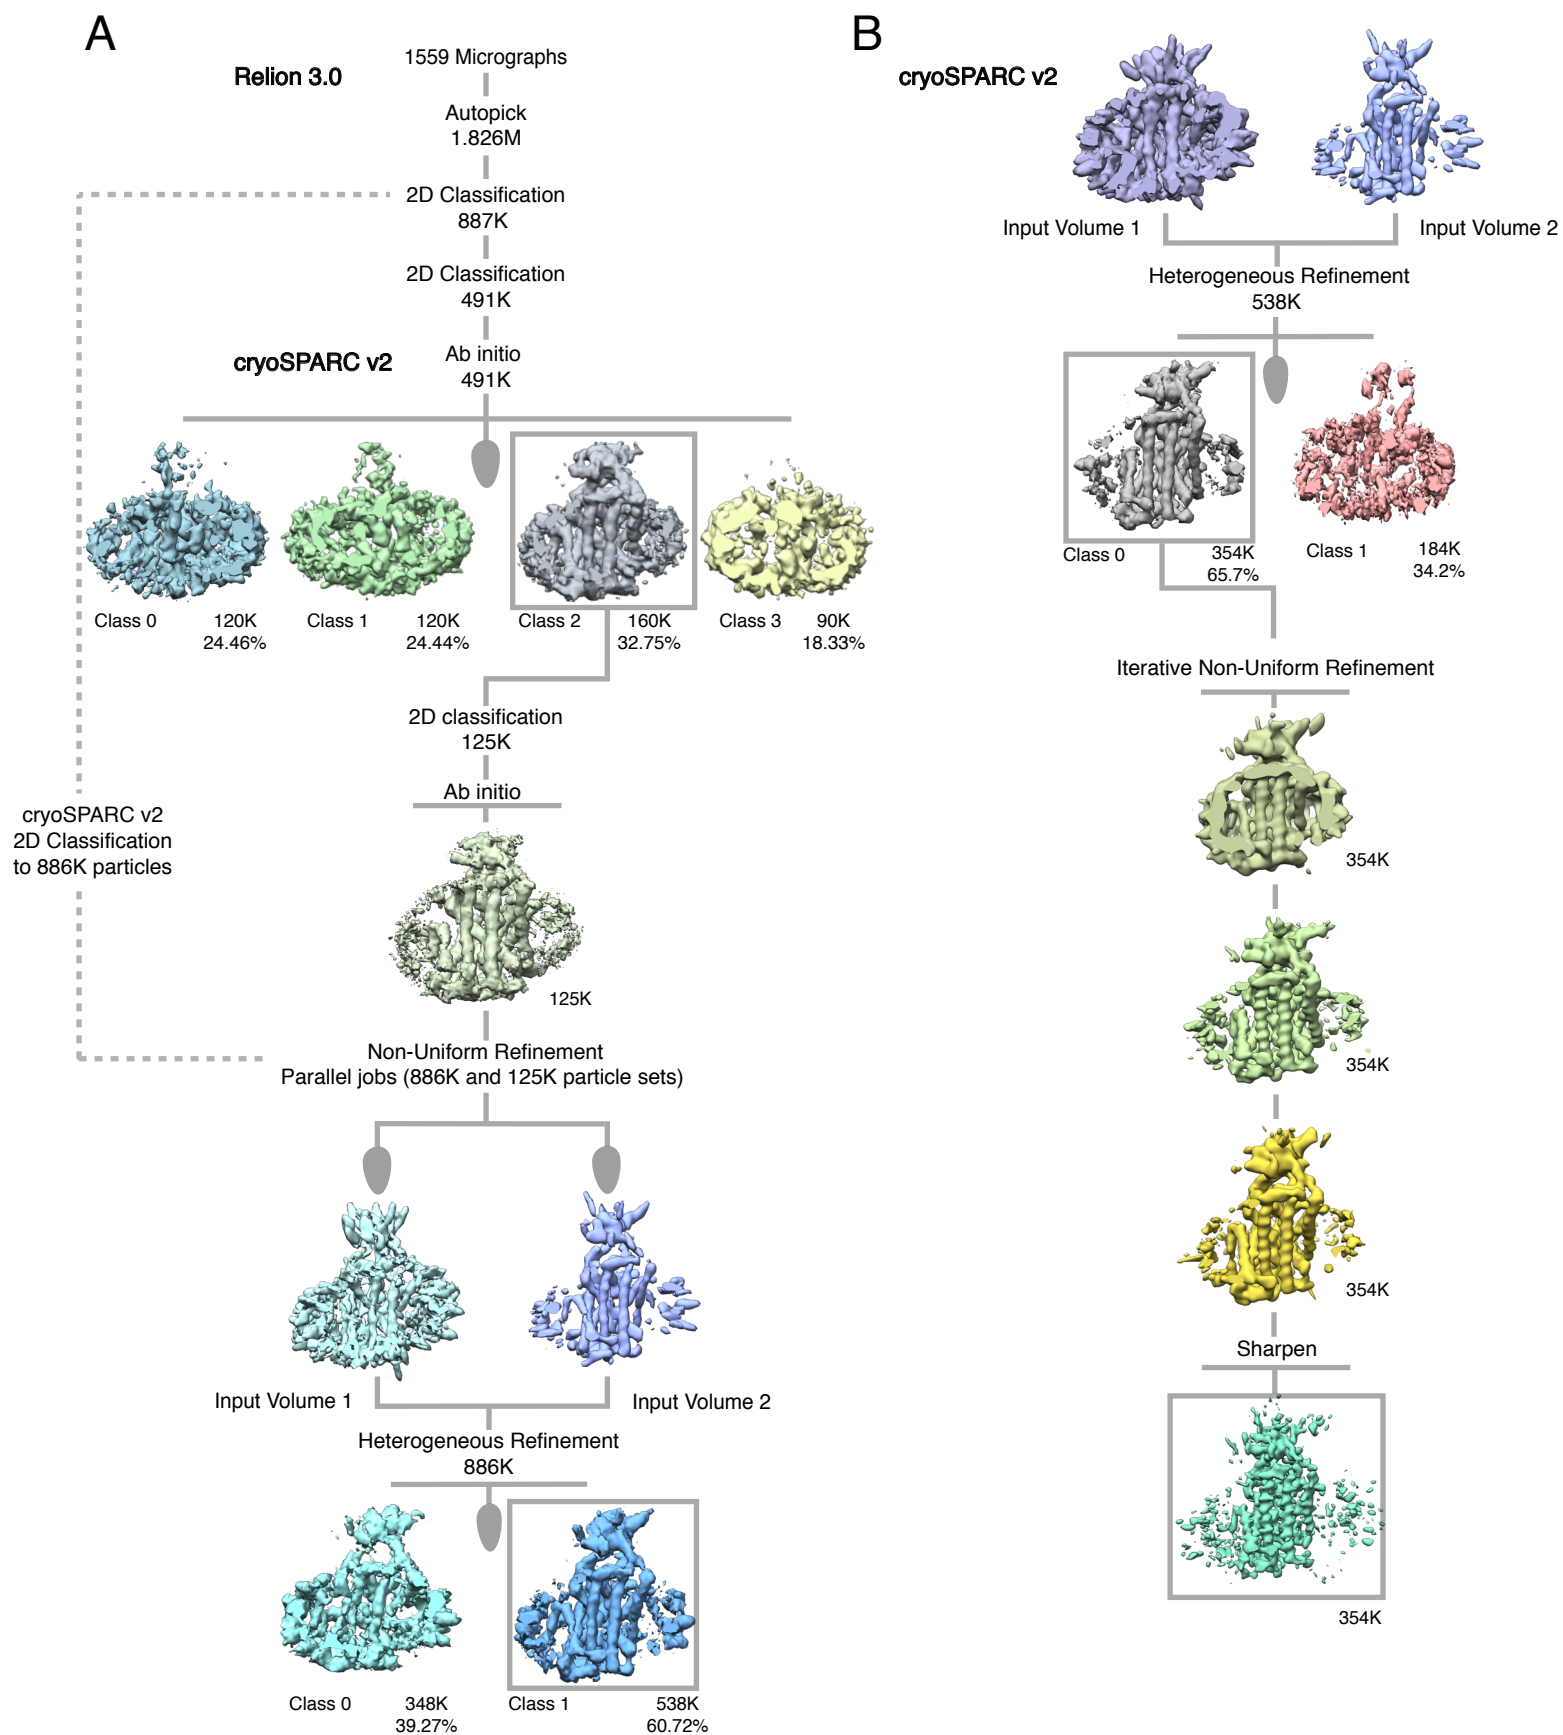 A
Relion 3.0
1559 Micrographs
Autopick
1.826M
2D Classification
887K
2D Classification
491K
cryoSPARC v2
Ab initio
491K
Class 0
120K
24.46%
Class 1
120K
24.44%
Class 2
160K
32.75%
Class 3
90K
18.33%
2D classification
125K
Ab initio
cryoSPARC v2
2D Classification
to 886K particles
125K
Non-Uniform Refinement
Parallel jobs (886K and 125K particle sets)
Input Volume 1
Input Volume 2
Heterogeneous Refinement
886K
Class 0
348K
39.27%
Class 1
538K
60.72%
B
cryoSPARC v2
Input Volume 1
Input Volume 2
Heterogeneous Refinement
538K
Class 0
354K
65.7%
Class 1
184K
34.2%
Iterative Non-Uniform Refinement
354K
354K
354K
Sharpen
354K